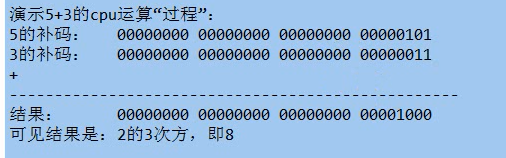 演示5+3的cpu运算“过程”：
5的补码： 00000000 00000000 00000000 00000101
3的补码： 00000000 00000000 00000000 00000011
+
--------------------------------------------------
结果： 00000000 00000000 00000000 00001000
可见结果是：2的3次方，即8